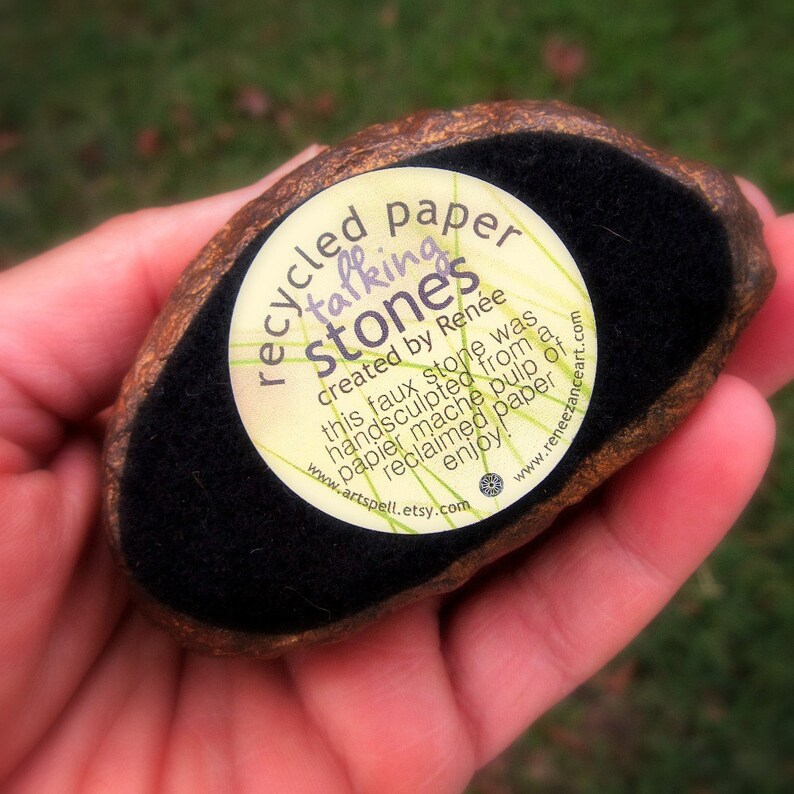 recycled paper
talking
stones
created by Renée
this faux stone was
handsculpted from a
papier mache pulp of
reclaimed paper
enjoy!
www.artspell.etsy.com
www.reneezanceart.com